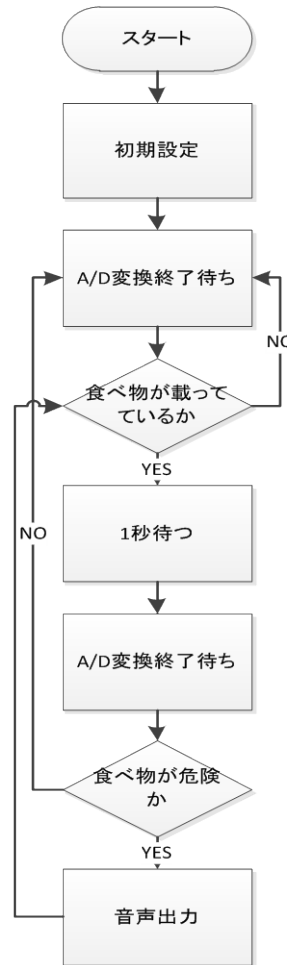 スタート
初期設定
A/D変換終了待ち
NO
食べ物が載って
ているか
YES
1秒待つ
NO
A/D変換終了待ち
食べ物が危険
か
YES
音声出力